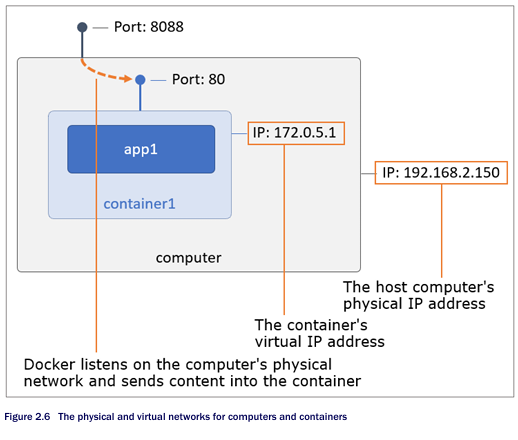 Port: 8088
Port: 80
IP: 172.0.5.1
app1
IP: 192.168.2.150
container1
computer
The host computer's
physical IP address
The container's
virtual IP address
Docker listens on the computer's physical
network and sends content into the container
Figure 2.6 The physical and virtual networks for computers and containers